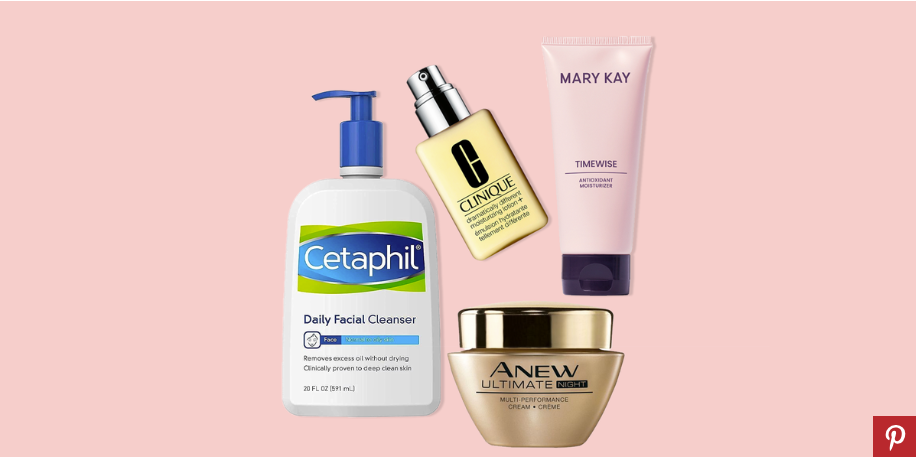 Cetaphil®
Daily Facial Cleanser
Face
Removes excess oil without drying
Clinically proven to deep clean skin
20 FL OZ (591 mL)
CLINIQUE
dramatically different
moisturizing lotion +
émulsion hydratante
tellement différente
MARY KAY
TIMEWISE
ANTIOXIDANT
MOISTURIZER
ANEW
ULTIMATE NIGHT
MULTI-PERFORMANCE
CREAM • CRÈME